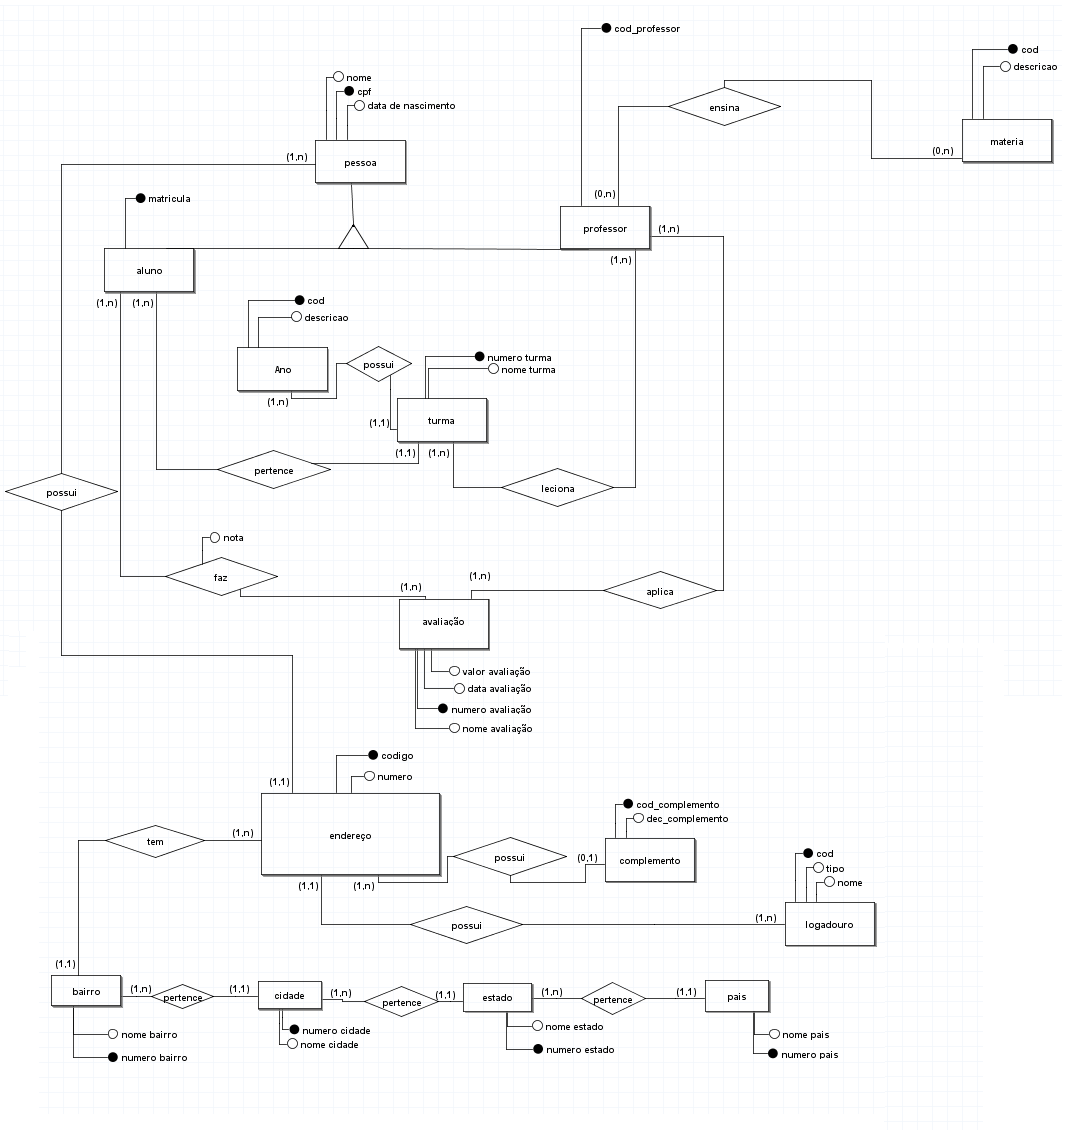 cod_professor
cod
descricao
nome
cpf
data de nascimento
ensina
materia
(0,n)
(1,n)
pessoa
matricula
(0,n)
professor
(1,n)
(1,n)
aluno
(1,n)
(1,n)
cod
descricao
Ano
possui
numero turma
nome turma
(1,n)
(1,1)
turma
(1,1)
(1,n)
pertence
leciona
possui
nota
faz
(1,n)
(1,n)
aplica
avaliação
valor avaliação
data avaliação
numero avaliação
nome avaliação
codigo
numero
(1,1)
endereço
tem
(1,n)
cod_complemento
dec_complemento
possui
(0,1)
complemento
(1,1)
(1,n)
cod
tipo
nome
possui
(1,n)
logadouro
(1,1)
bairro
(1,n)
pertence
(1,1)
cidade
(1,n)
pertence
(1,1)
estado
(1,n)
pertence
(1,1)
pais
nome bairro
numero bairro
numero cidade
nome cidade
nome estado
numero estado
nome pais
numero pais